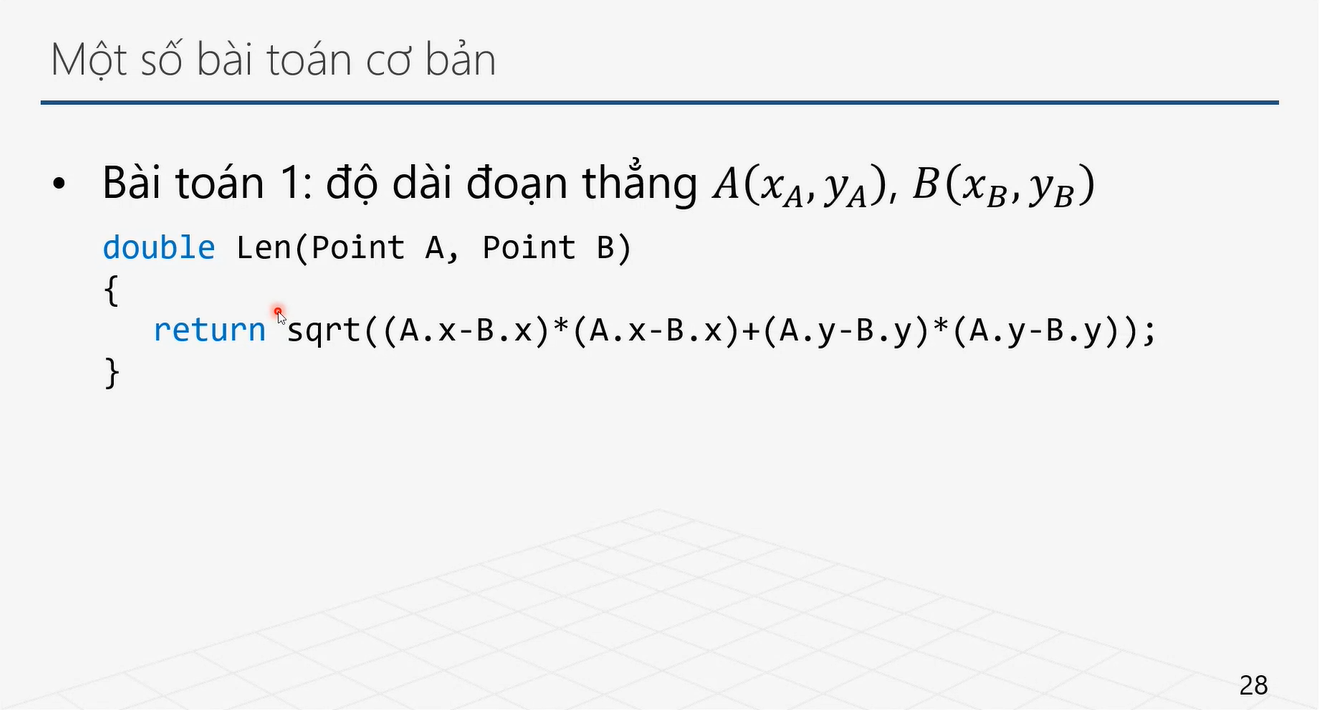 Một số bài toán cơ bản
• Bài toán 1: độ dài đoạn thẳng A(x_A, y_A), B(x_B, y_B)
double Len(Point A, Point B)
{
return sqrt((A.x-B.x)*(A.x-B.x)+(A.y-B.y)*(A.y-B.y));
}
28